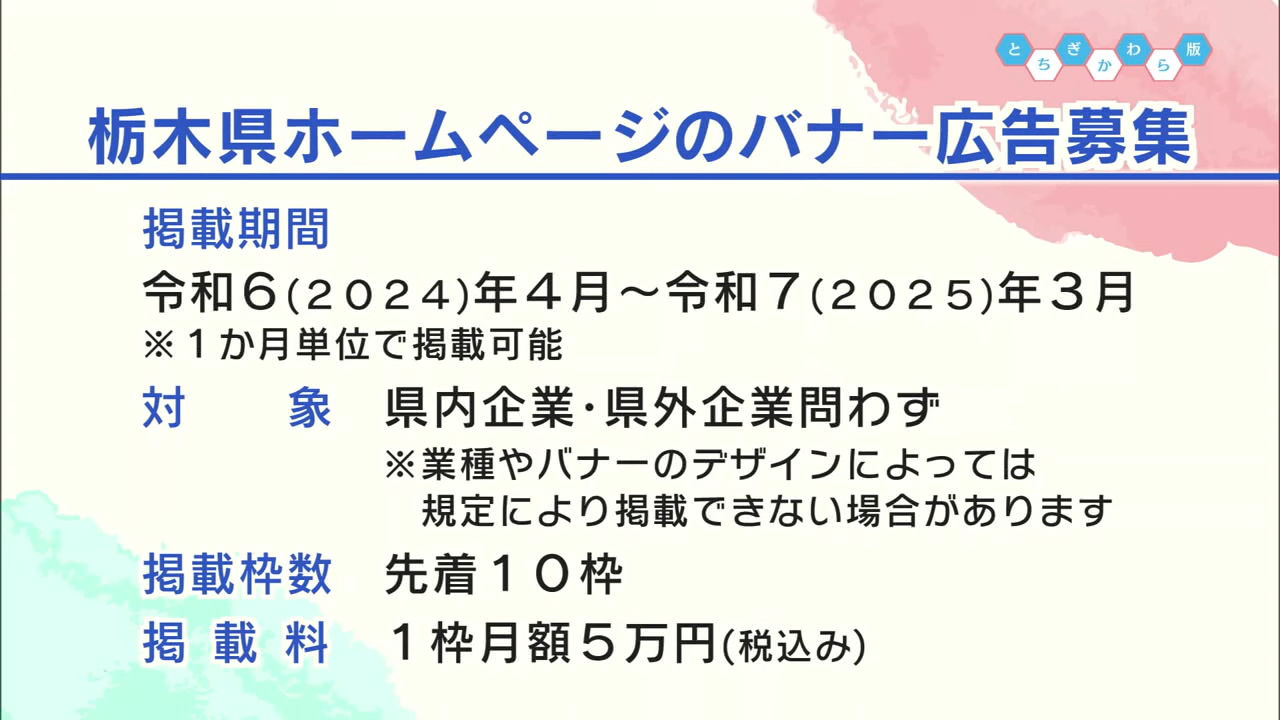 とちぎかわら版
栃木県ホームページのバナー広告募集
掲載期間
令和６(２０２４)年４月～令和７(２０２５)年３月
※１か月単位で掲載可能
対　　象　県内企業・県外企業問わず
※業種やバナーのデザインによっては
規定により掲載できない場合があります
掲載枠数　先着１０枠
掲 載 料　１枠月額５万円(税込み)